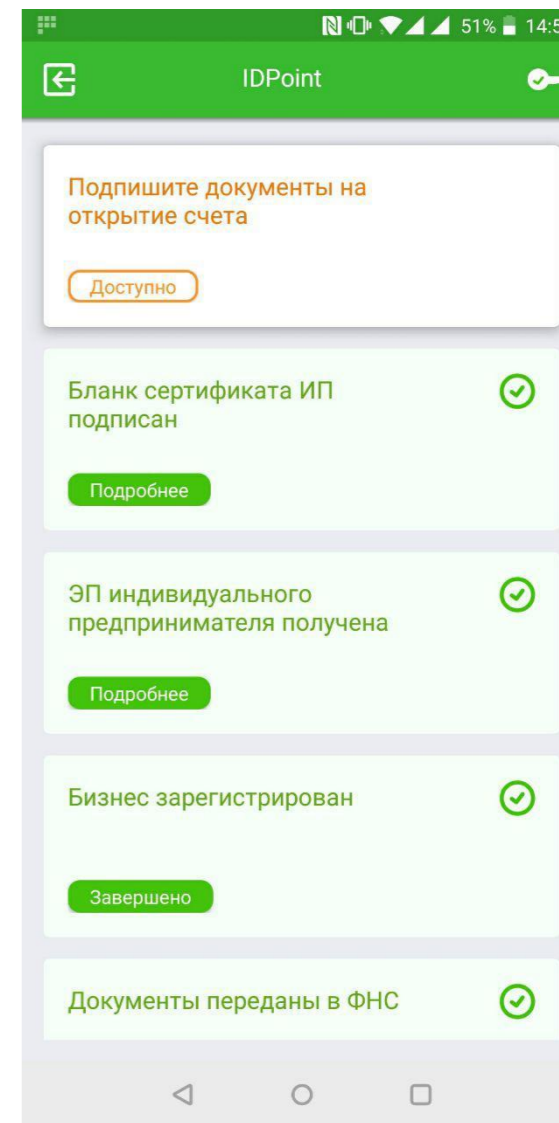 51% 14:5
IDPoint
Подпишите документы на
открытие счета
Доступно
Бланк сертификата ИП
подписан
Подробнее
ЭП индивидуального
предпринимателя получена
Подробнее
Бизнес зарегистрирован
Завершено
Документы переданы в ФНС